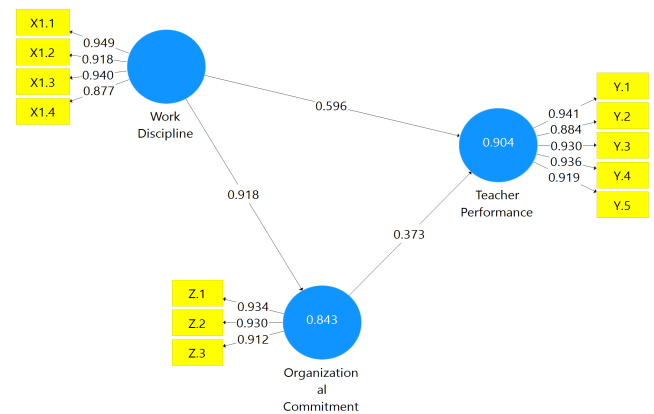 X1.1
X1.2
X1.3
X1.4
0.949
0.918
0.940
0.877
Work
Discipline
0.596
0.918
0.373
0.904
Teacher
Performance
0.941
0.884
0.930
0.936
0.919
Y.1
Y.2
Y.3
Y.4
Y.5
Z.1
Z.2
Z.3
0.934
0.930
0.912
0.843
Organization
al
Commitment